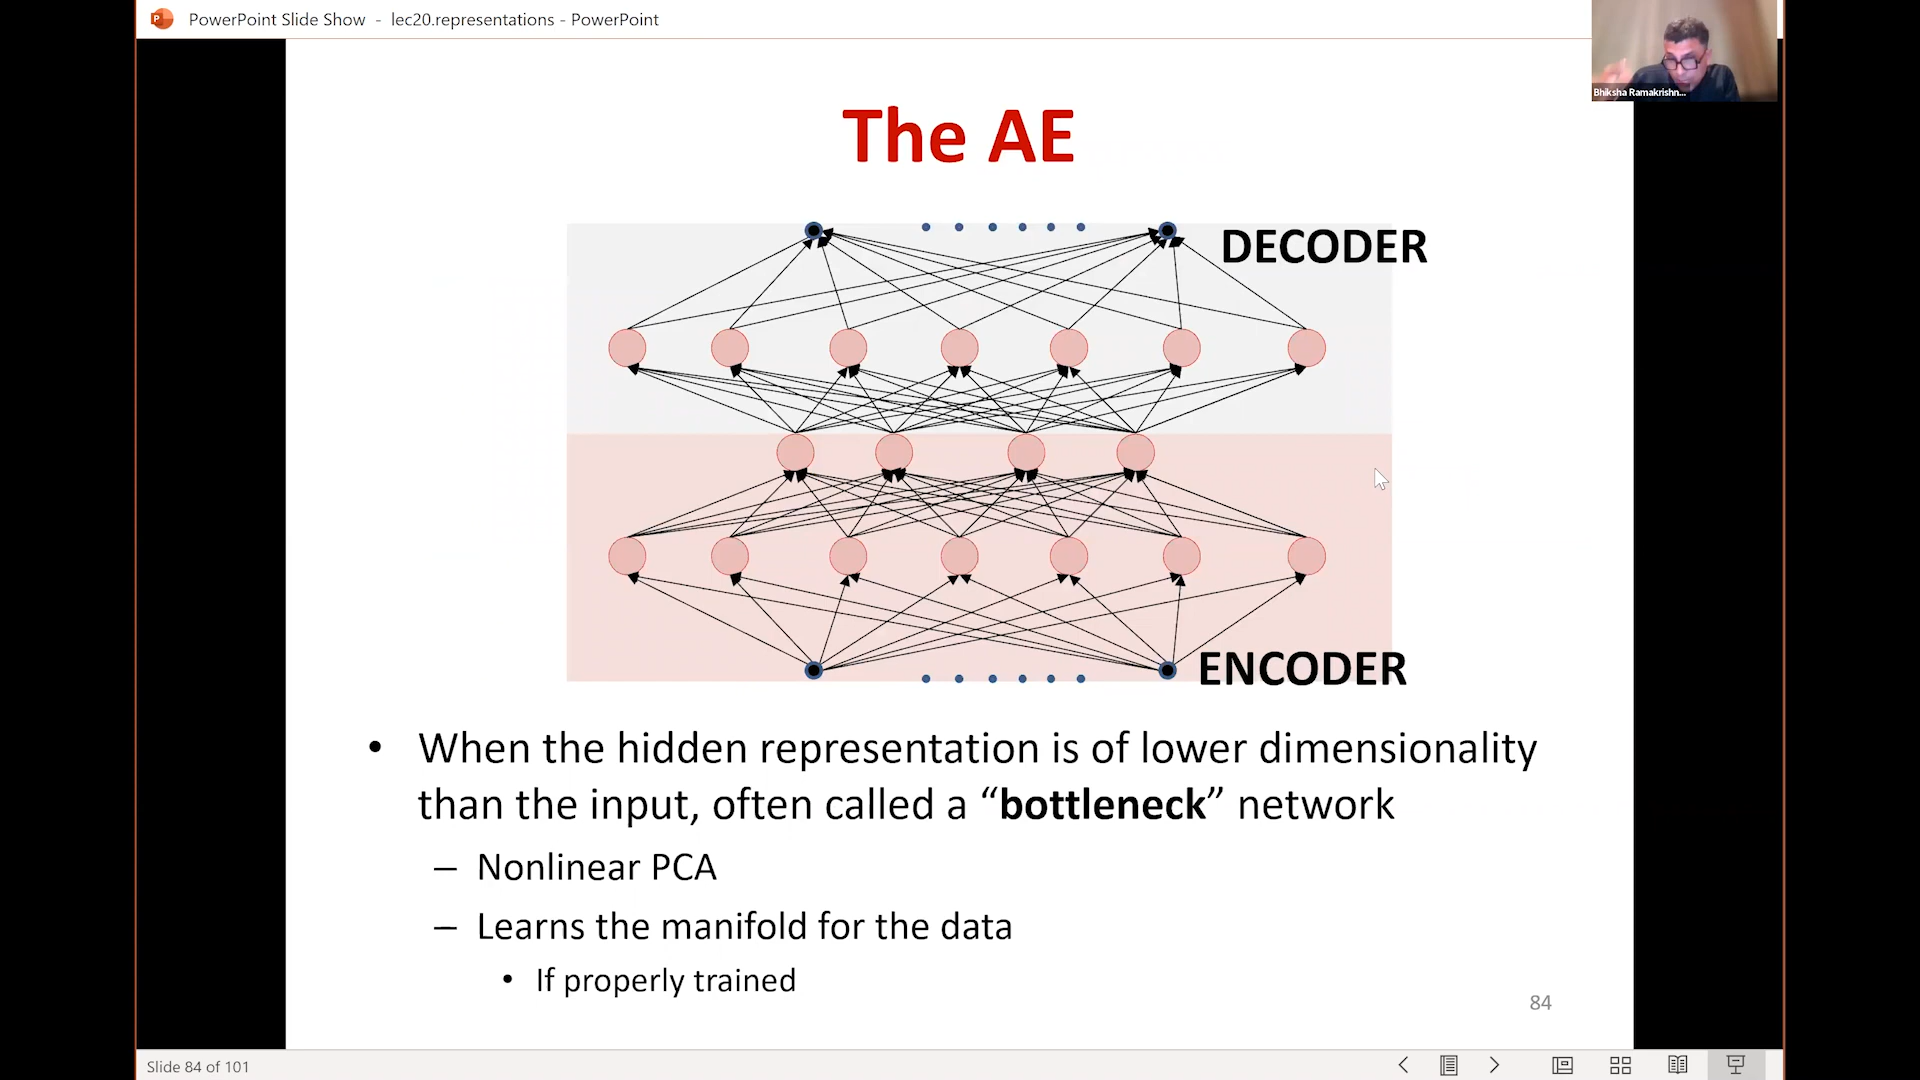 PowerPoint Slide Show - lec20.representations - PowerPoint
Bhiksha Ramakrishn...
The AE
DECODER
ENCODER
• When the hidden representation is of lower dimensionality
than the input, often called a “bottleneck” network
– Nonlinear PCA
– Learns the manifold for the data
• If properly trained
84
Slide 84 of 101